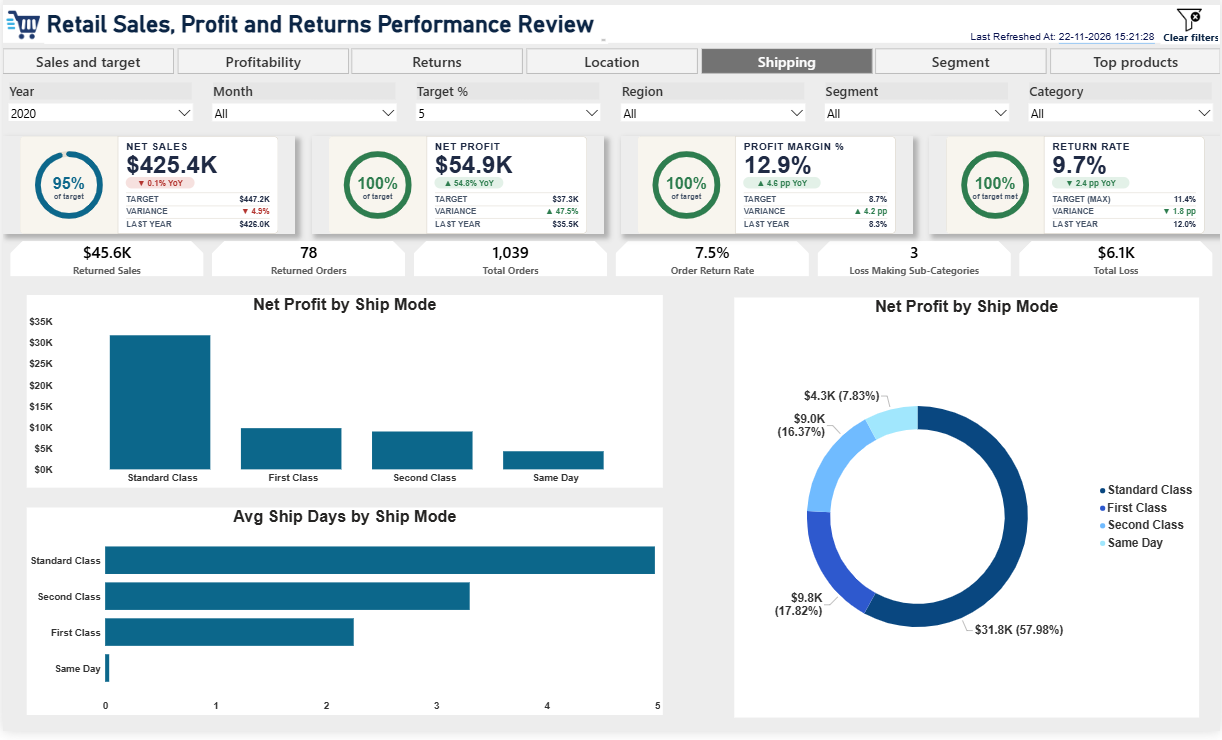 Retail Sales, Profit and Returns Performance Review
Last Refreshed At: 22-11-2026 15:21:28
Clear filters
Sales and target
Profitability
Returns
Location
Shipping
Segment
Top products
Year
Month
Target %
Region
Segment
Category
2020
All
5
All
All
All
95%
of target
NET SALES
$425.4K
▼ 0.1% YoY
TARGET $447.2K
VARIANCE ▼ 4.9%
LAST YEAR $426.0K
100%
of target
NET PROFIT
$54.9K
▲ 54.8% YoY
TARGET $37.3K
VARIANCE ▲ 47.5%
LAST YEAR $35.5K
100%
of target
PROFIT MARGIN %
12.9%
▲ 4.6 pp YoY
TARGET 8.7%
VARIANCE ▲ 4.2 pp
LAST YEAR 8.3%
100%
of target met
RETURN RATE
9.7%
▼ 2.4 pp YoY
TARGET (MAX) 11.4%
VARIANCE ▼ 1.8 pp
LAST YEAR 12.0%
$45.6K
Returned Sales
78
Returned Orders
1,039
Total Orders
7.5%
Order Return Rate
3
Loss Making Sub-Categories
$6.1K
Total Loss
Net Profit by Ship Mode
$35K
$30K
$25K
$20K
$15K
$10K
$5K
$0K
Standard Class
First Class
Second Class
Same Day
Avg Ship Days by Ship Mode
Standard Class
Second Class
First Class
Same Day
0 1 2 3 4 5
Net Profit by Ship Mode
$4.3K (7.83%)
$9.0K
(16.37%)
$9.8K
(17.82%)
$31.8K (57.98%)
Standard Class
First Class
Second Class
Same Day